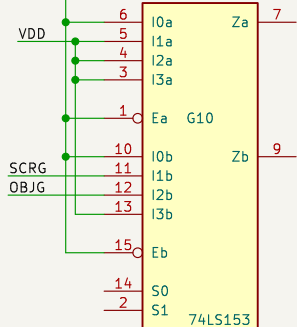 6 I0a Za 7
VDD 5 I1a
4 I2a
3 I3a
1 Ea G10
10 I0b Zb 9
SCRG 11 I1b
OBJG 12 I2b
13 I3b
15 Eb
14 S0
2 S1
74LS153